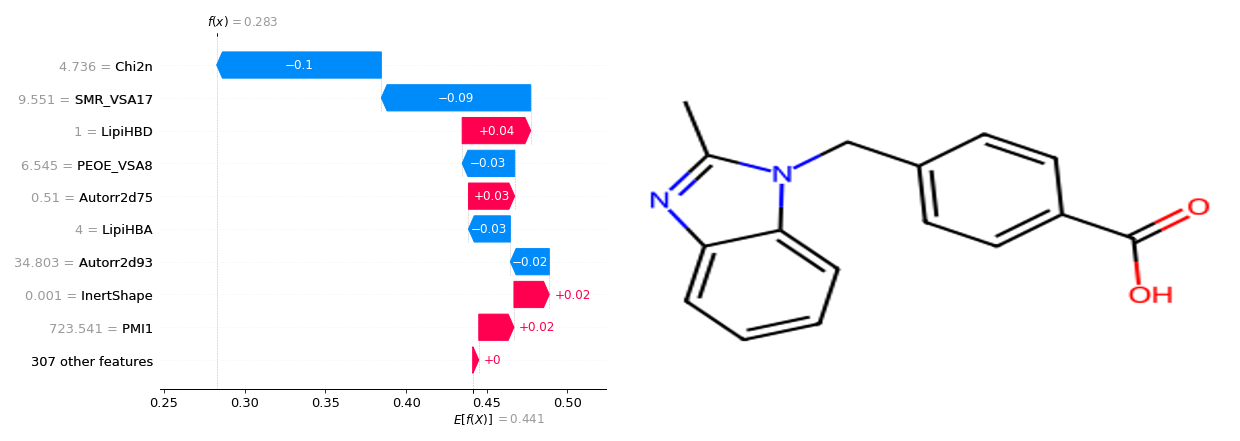 f(x) = 0.283
4.736 = Chi2n
−0.1
9.551 = SMR_VSA17
−0.09
1 = LipiHBD
+0.04
6.545 = PEOE_VSA8
−0.03
0.51 = Autorr2d75
+0.03
4 = LipiHBA
−0.03
34.803 = Autorr2d93
−0.02
0.001 = InertShape
+0.02
723.541 = PMI1
+0.02
307 other features
+0
0.25 0.30 0.35 0.40 0.45 0.50
E[f(X)] = 0.441
N
N
O
OH